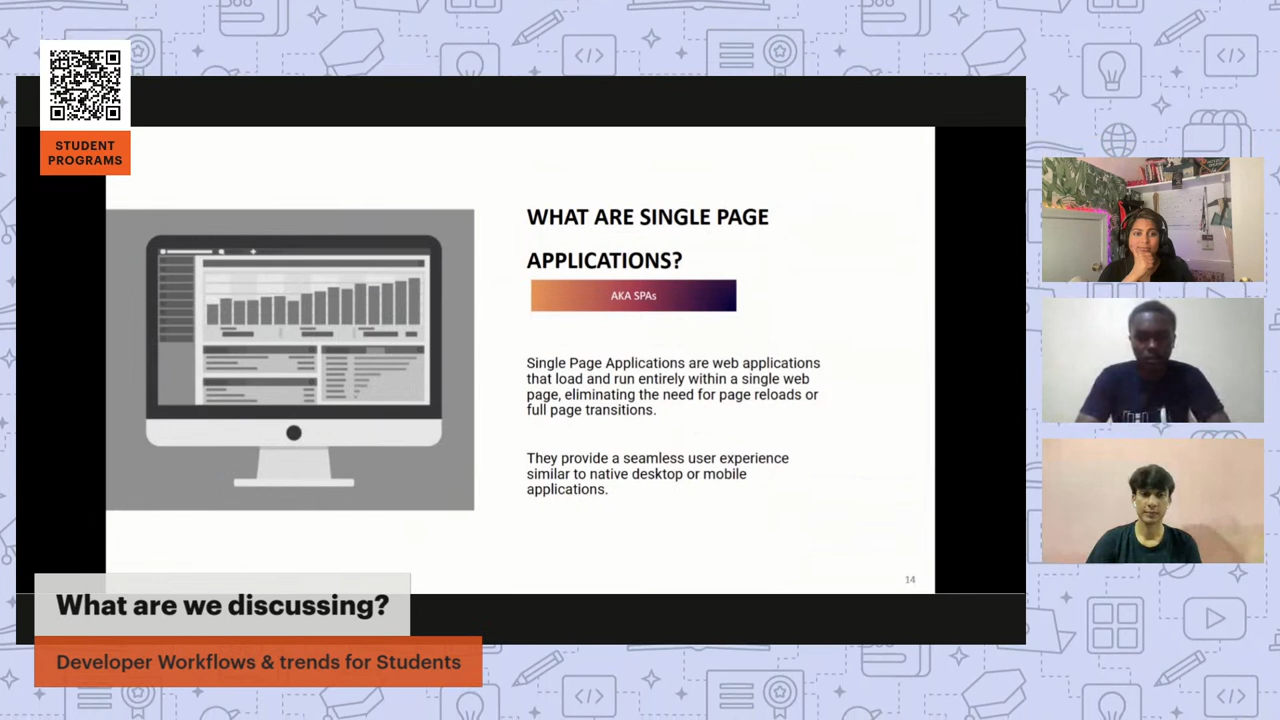 STUDENT
PROGRAMS
WHAT ARE SINGLE PAGE
APPLICATIONS?
AKA SPAs
Single Page Applications are web applications
that load and run entirely within a single web
page, eliminating the need for page reloads or
full page transitions.
They provide a seamless user experience
similar to native desktop or mobile
applications.
14
What are we discussing?
Developer Workflows & trends for Students